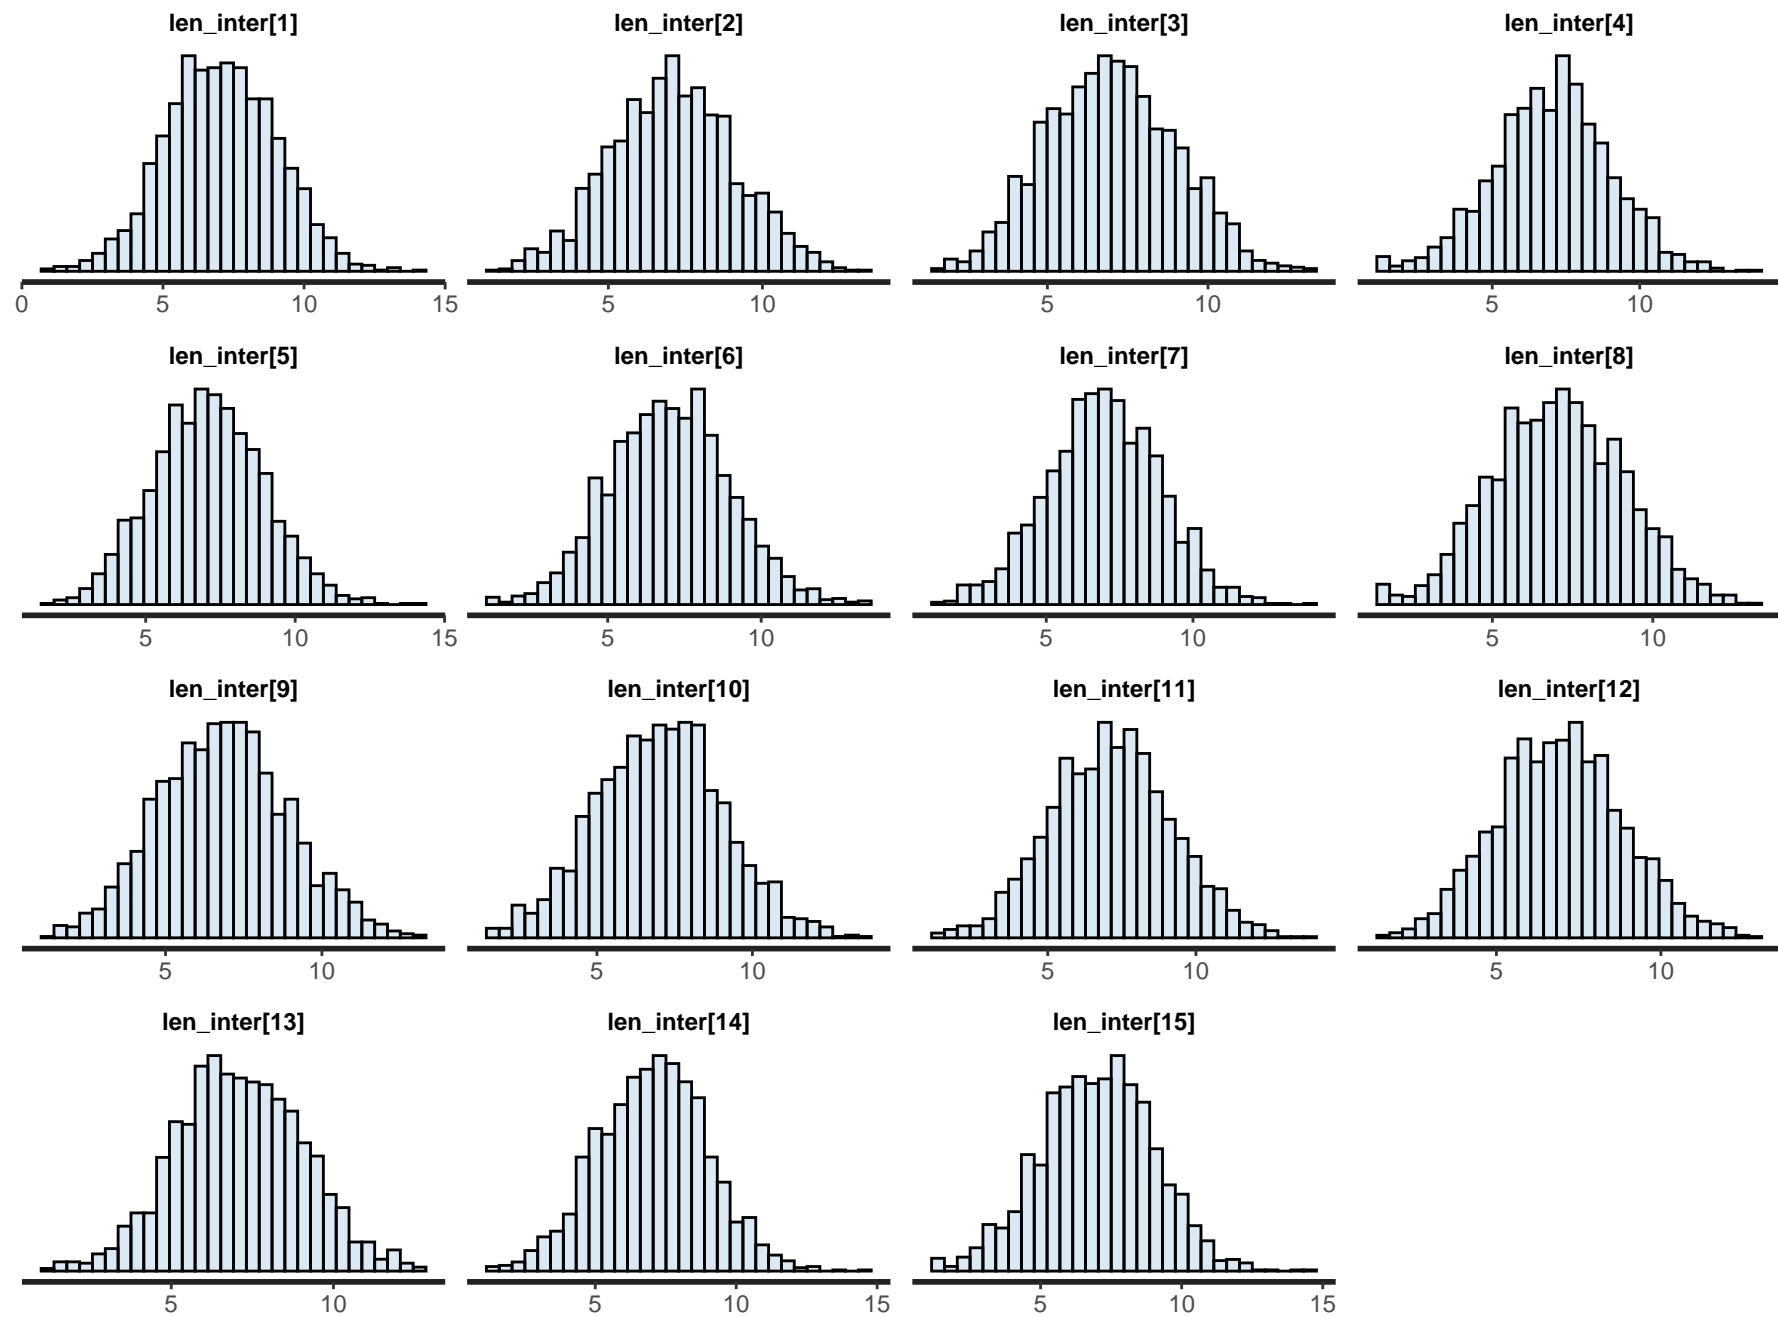 len_inter[1] len_inter[2] len_inter[3] len_inter[4]
0 5 10 15 5 10 5 10 5 10
len_inter[5] len_inter[6] len_inter[7] len_inter[8]
5 10 15 5 10 5 10 5 10
len_inter[9] len_inter[10] len_inter[11] len_inter[12]
5 10 5 10 5 10 5 10
len_inter[13] len_inter[14] len_inter[15]
5 10 5 10 15 5 10 15